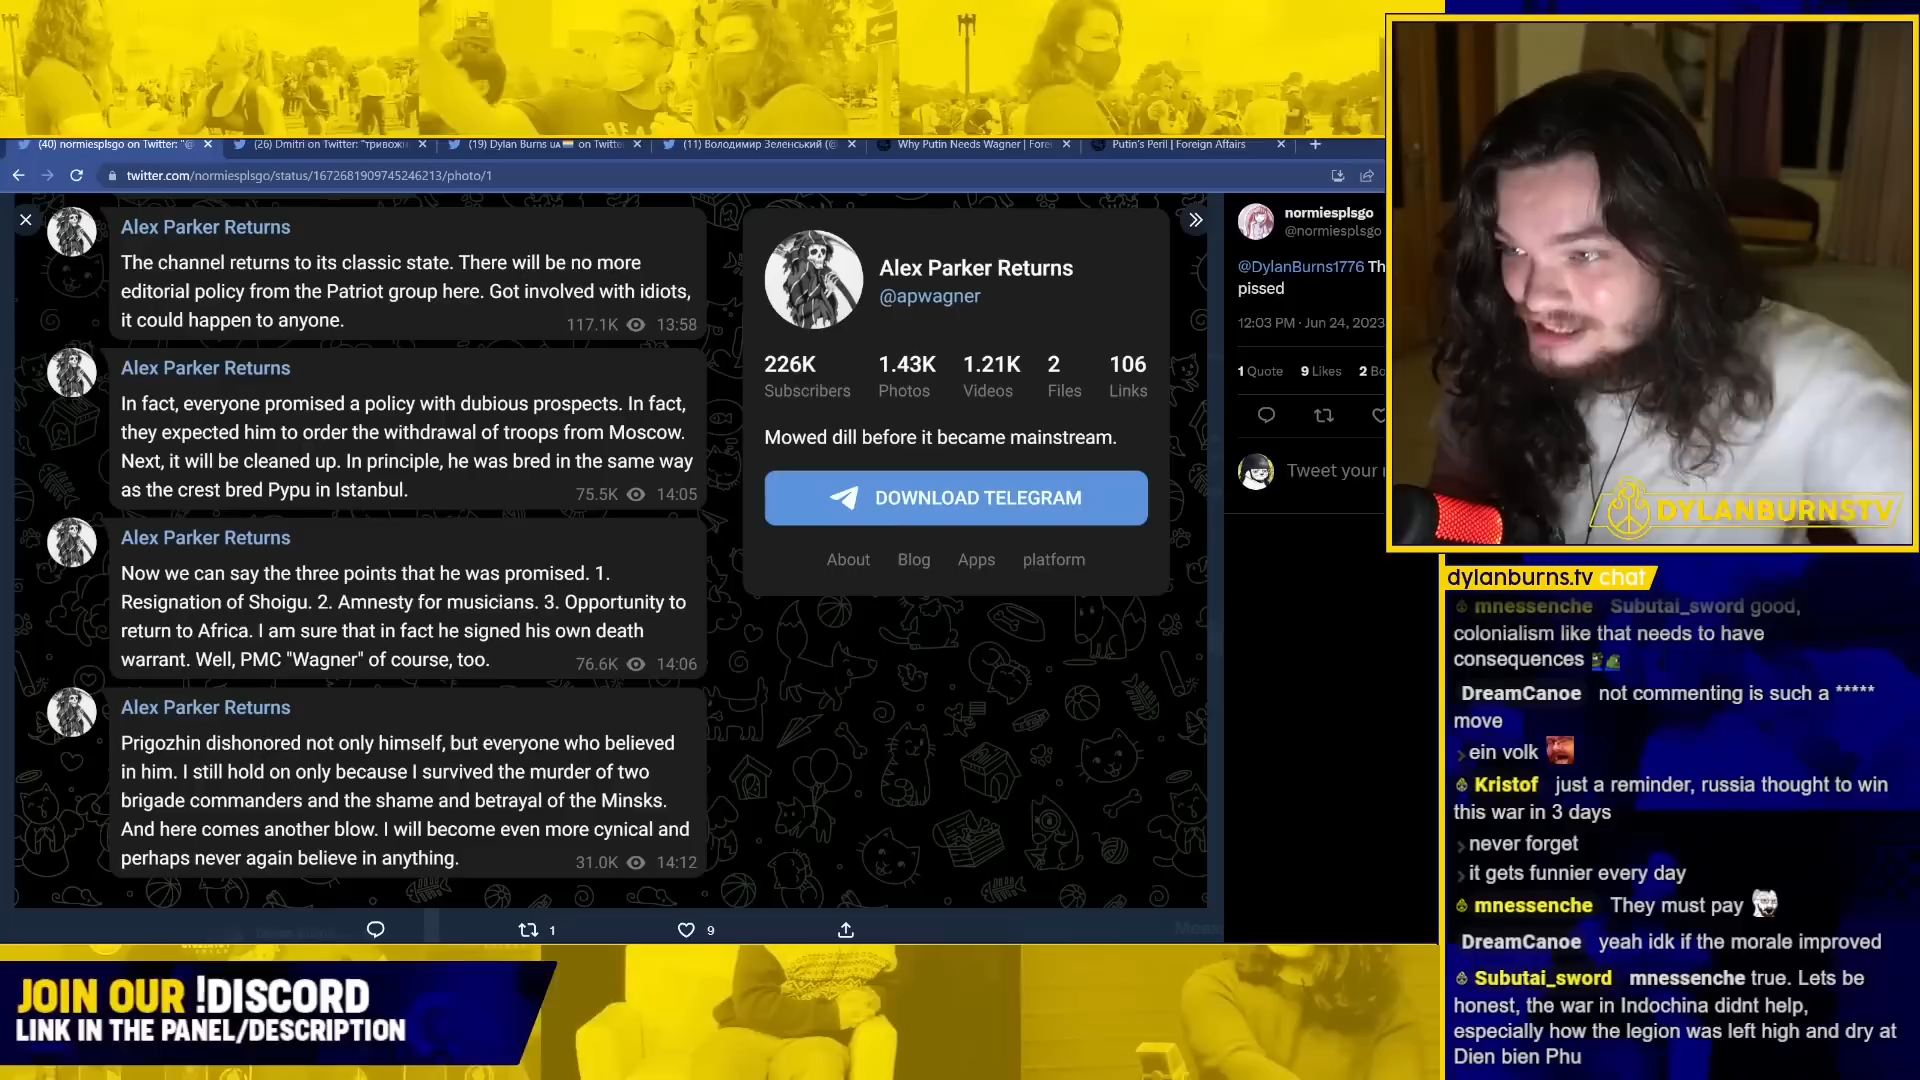 (40) normiesplsgo on Twitter: "@
(26) Dmitri on Twitter: "тривожн
(19) Dylan Burns UA on Twitte
(11) Володимир Зеленський (@
Why Putin Needs Wagner | Forei
Putin's Peril | Foreign Affairs
twitter.com/normiesplsgo/status/1672681909745246213/photo/1
Alex Parker Returns
The channel returns to its classic state. There will be no more
editorial policy from the Patriot group here. Got involved with idiots,
it could happen to anyone.
117.1K 13:58
Alex Parker Returns
In fact, everyone promised a policy with dubious prospects. In fact,
they expected him to order the withdrawal of troops from Moscow.
Next, it will be cleaned up. In principle, he was bred in the same way
as the crest bred Pypu in Istanbul.
75.5K 14:05
Alex Parker Returns
Now we can say the three points that he was promised. 1.
Resignation of Shoigu. 2. Amnesty for musicians. 3. Opportunity to
return to Africa. I am sure that in fact he signed his own death
warrant. Well, PMC "Wagner" of course, too.
76.6K 14:06
Alex Parker Returns
Prigozhin dishonored not only himself, but everyone who believed
in him. I still hold on only because I survived the murder of two
brigade commanders and the shame and betrayal of the Minsks.
And here comes another blow. I will become even more cynical and
perhaps never again believe in anything.
31.0K 14:12
1
9
Alex Parker Returns
@apwagner
226K 1.43K 1.21K 2 106
Subscribers Photos Videos Files Links
Mowed dill before it became mainstream.
DOWNLOAD TELEGRAM
About Blog Apps platform
normiesplsgo
@normiesplsgo
@DylanBurns1776 Th
pissed
12:03 PM · Jun 24, 2023
1 Quote 9 Likes 2 Bo
Tweet your
DYLANBURNSTV
dylanburns.tv chat
mnessenche Subutai_sword good,
colonialism like that needs to have
consequences
DreamCanoe not commenting is such a *****
move
ein volk
Kristof just a reminder, russia thought to win
this war in 3 days
never forget
it gets funnier every day
mnessenche They must pay
DreamCanoe yeah idk if the morale improved
Subutai_sword mnessenche true. Lets be
honest, the war in Indochina didnt help,
especially how the legion was left high and dry at
Dien bien Phu
JOIN OUR !DISCORD
LINK IN THE PANEL/DESCRIPTION